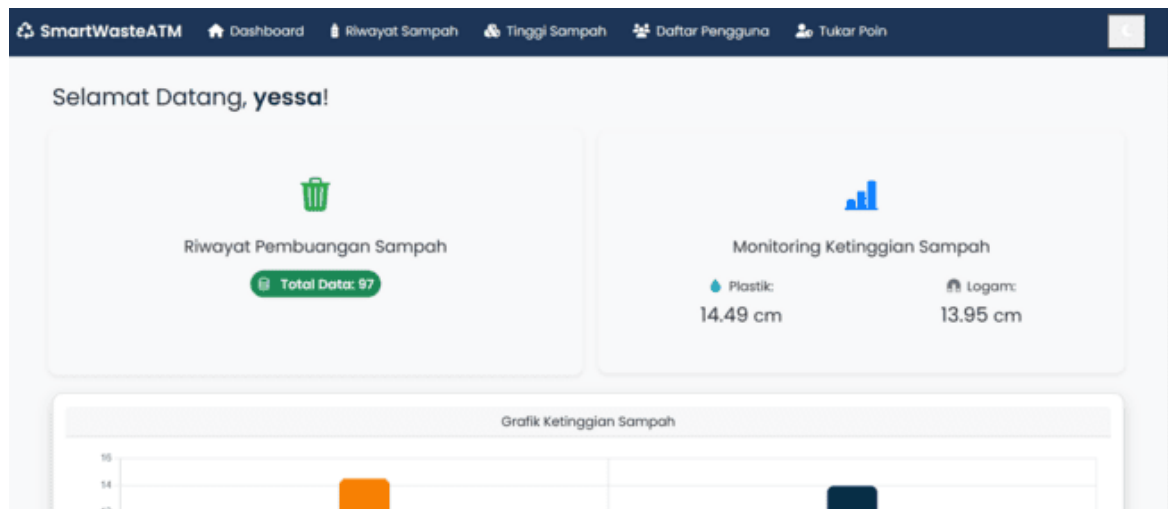 SmartWasteATM Dashboard Riwayat Sampah Tinggi Sampah Daftar Pengguna Tukar Poin
Selamat Datang, yessa!
Riwayat Pembuangan Sampah
Total Data: 97
Monitoring Ketinggian Sampah
Plastik: Logam:
14.49 cm 13.95 cm
Grafik Ketinggian Sampah
16
14